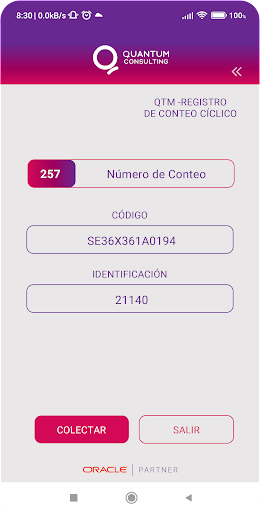 8:30 | 0.0kB/s 100%
QUANTUM
CONSULTING
QTM -REGISTRO
DE CONTEO CÍCLICO
257 Número de Conteo
CÓDIGO
SE36X361A0194
IDENTIFICACIÓN
21140
COLECTAR SALIR
ORACLE | PARTNER